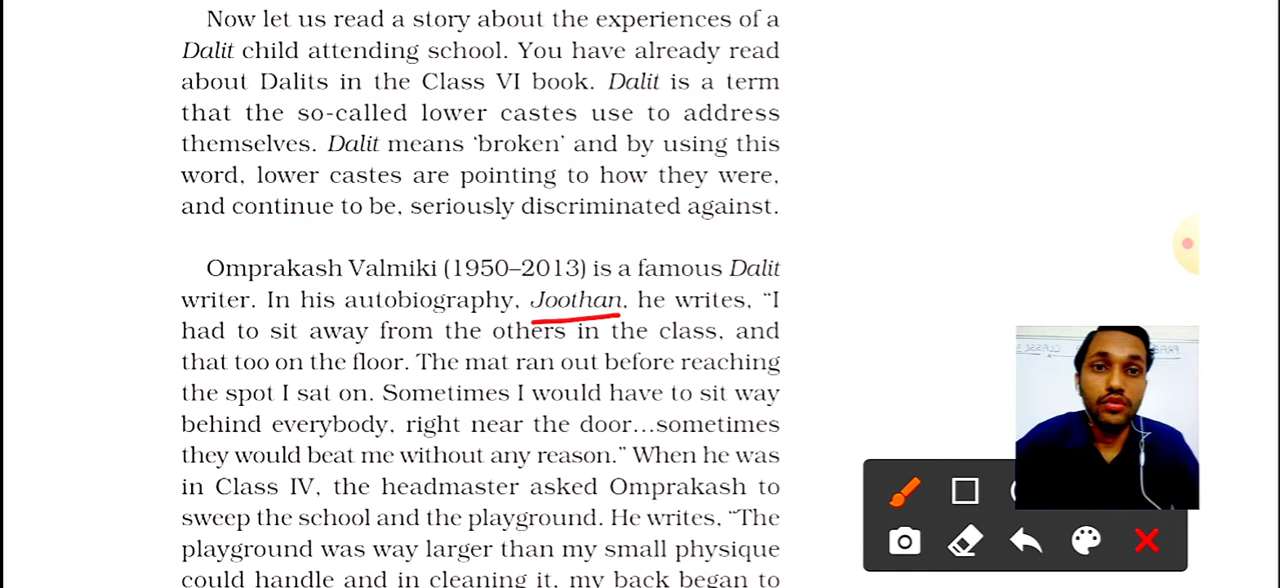 Now let us read a story about the experiences of a
Dalit child attending school. You have already read
about Dalits in the Class VI book. Dalit is a term
that the so-called lower castes use to address
themselves. Dalit means ‘broken’ and by using this
word, lower castes are pointing to how they were,
and continue to be, seriously discriminated against.
Omprakash Valmiki (1950–2013) is a famous Dalit
writer. In his autobiography, Joothan, he writes, “I
had to sit away from the others in the class, and
that too on the floor. The mat ran out before reaching
the spot I sat on. Sometimes I would have to sit way
behind everybody, right near the door...sometimes
they would beat me without any reason.” When he was
in Class IV, the headmaster asked Omprakash to
sweep the school and the playground. He writes, “The
playground was way larger than my small physique
could handle and in cleaning it, my back began to